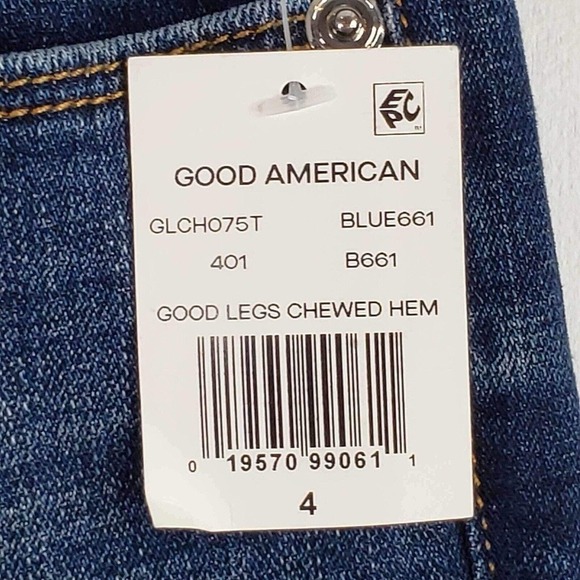 EPC
GOOD AMERICAN
GLCH075T BLUE661
401 B661
GOOD LEGS CHEWED HEM
0 19570 99061 1
4